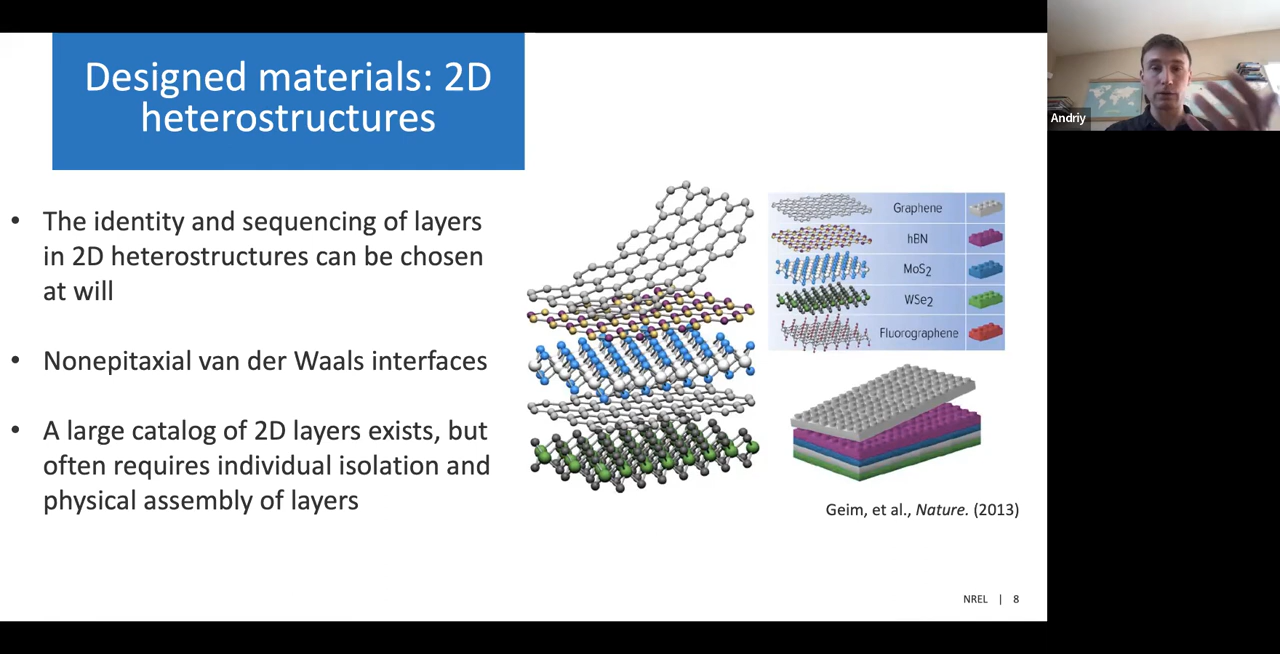 Designed materials: 2D
heterostructures
• The identity and sequencing of layers
in 2D heterostructures can be chosen
at will
• Nonepitaxial van der Waals interfaces
• A large catalog of 2D layers exists, but
often requires individual isolation and
physical assembly of layers
Graphene
hBN
MoS₂
WSe₂
Fluorographene
Geim, et al., Nature. (2013)
NREL | 8
Andriy